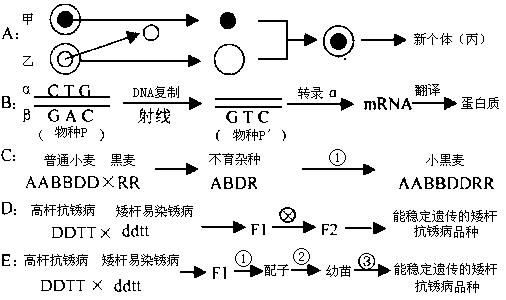 甲
A:
乙
新个体（丙）
α C T G
B: DNA复制 转录 α 翻译
mRNA 蛋白质
β G A C 射线 G T C
( 物种P ) ( 物种P′ )
C: 普通小麦 黑麦 不育杂种 ① 小黑麦
AABBDD×RR ABDR AABBDDRR
D: 高杆抗锈病 矮杆易染锈病 ⊗ 能稳定遗传的矮杆
DDTT × ddtt F1 F2 抗锈病品种
E: 高杆抗锈病 矮杆易染锈病 ① ② ③ 能稳定遗传的矮杆
DDTT × ddtt F1 配子 幼苗 抗锈病品种